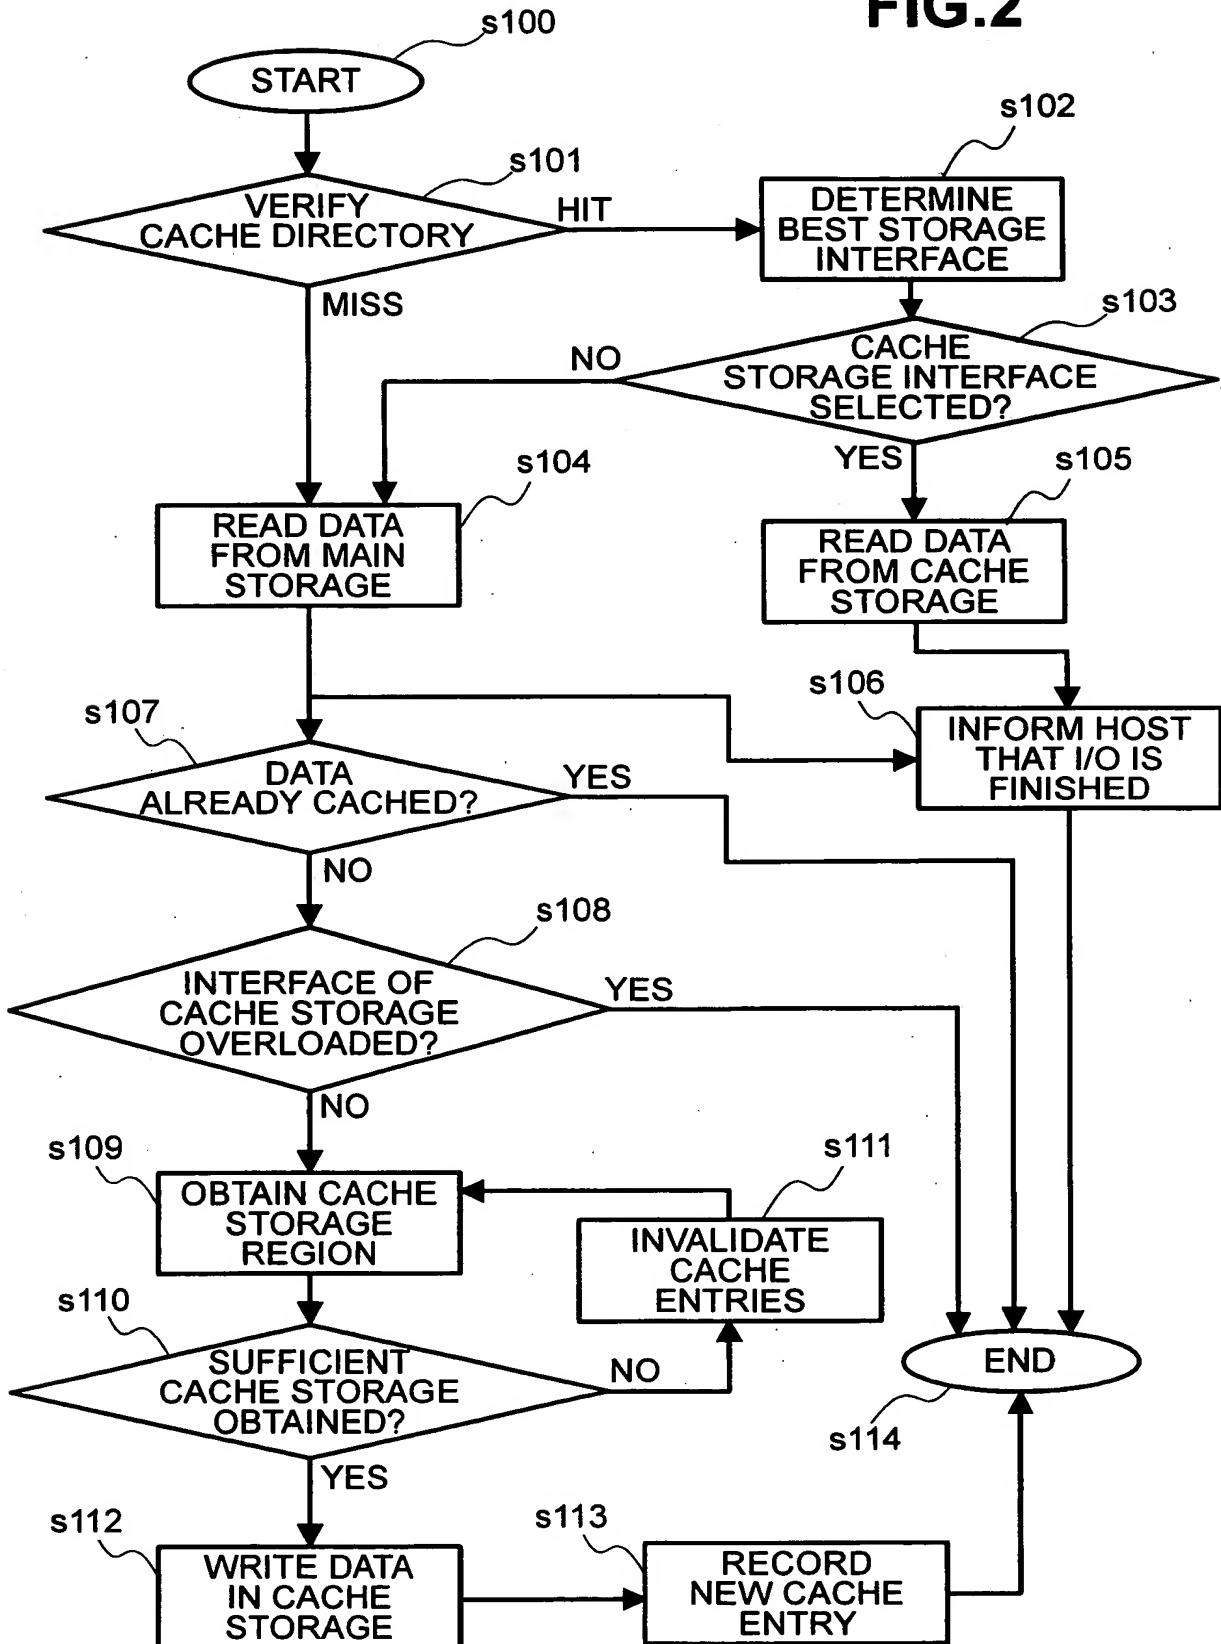 FIG.2
s100
START
s102
s101
VERIFY
CACHE DIRECTORY
HIT
DETERMINE
BEST STORAGE
INTERFACE
MISS
s103
NO
CACHE
STORAGE INTERFACE
SELECTED?
YES
s104
s105
READ DATA
FROM MAIN
STORAGE
READ DATA
FROM CACHE
STORAGE
s106
s107
INFORM HOST
THAT I/O IS
FINISHED
DATA
ALREADY CACHED?
YES
NO
s108
INTERFACE OF
CACHE STORAGE
OVERLOADED?
YES
NO
s109
s111
OBTAIN CACHE
STORAGE
REGION
INVALIDATE
CACHE
ENTRIES
s110
SUFFICIENT
CACHE STORAGE
OBTAINED?
NO
END
s114
YES
s112
s113
WRITE DATA
IN CACHE
STORAGE
RECORD
NEW CACHE
ENTRY